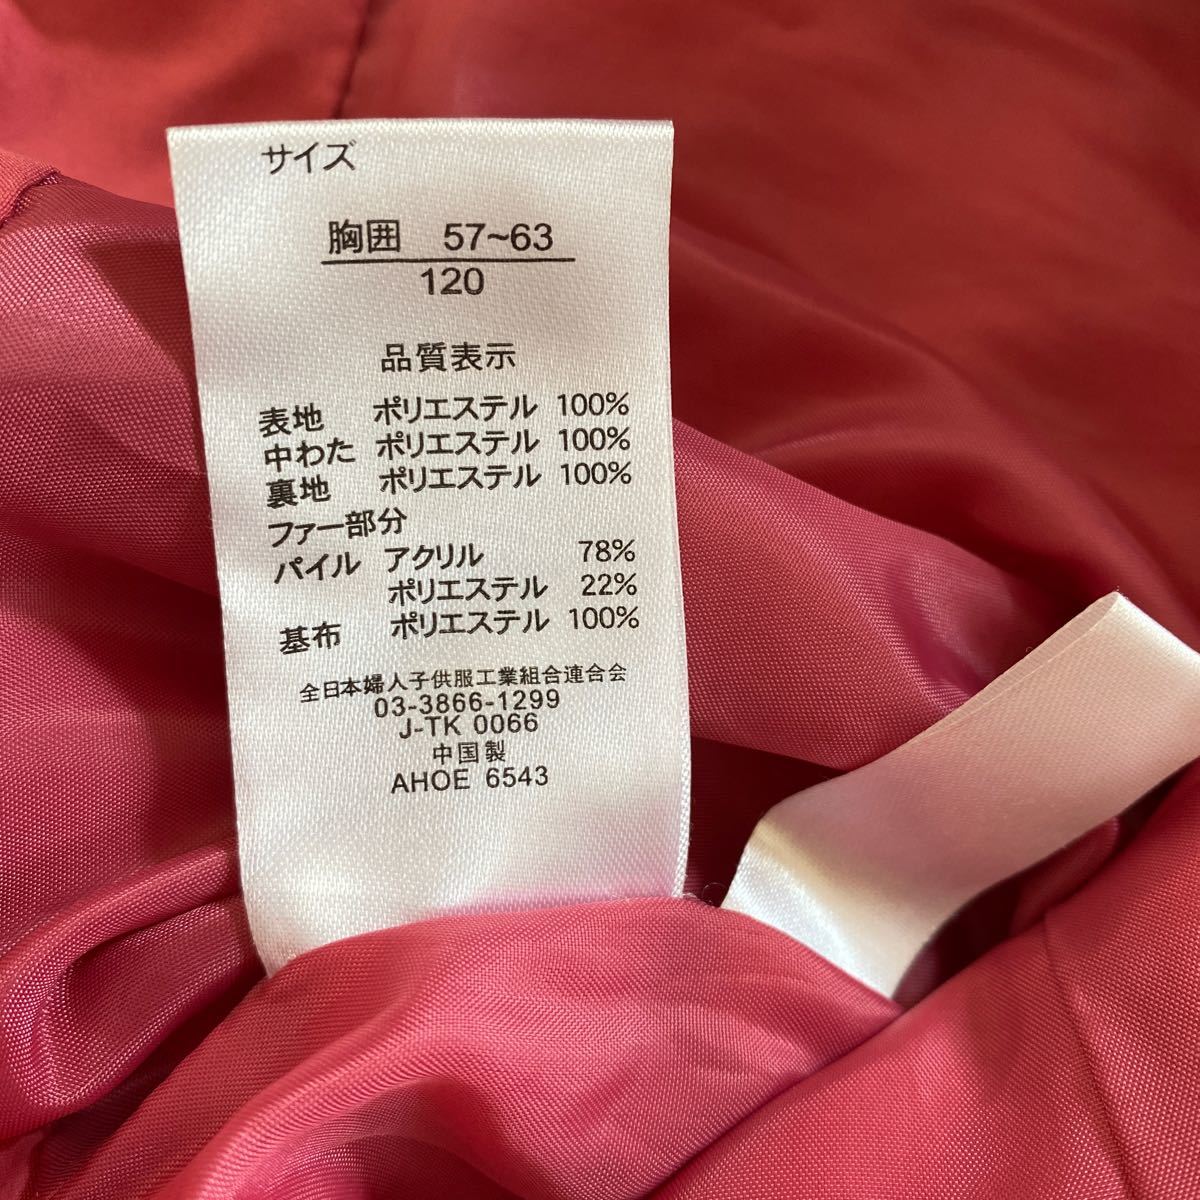 サイズ
胸囲 57~63
120
品質表示
表地 ポリエステル 100%
中わた ポリエステル 100%
裏地 ポリエステル 100%
ファー部分
パイル アクリル 78%
ポリエステル 22%
基布 ポリエステル 100%
全日本婦人子供服工業組合連合会
03-3866-1299
J-TK 0066
中国製
AHOE 6543